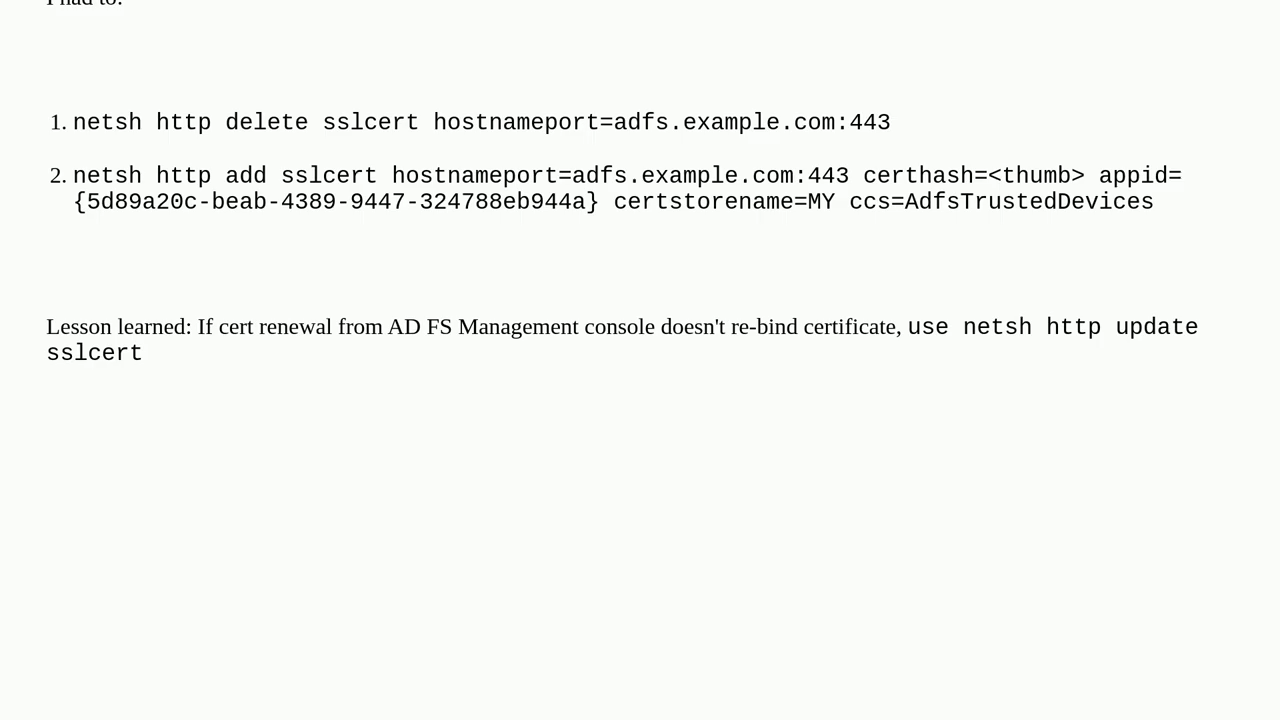 I had to:
1. netsh http delete sslcert hostnameport=adfs.example.com:443
2. netsh http add sslcert hostnameport=adfs.example.com:443 certhash=<thumb> appid=
{5d89a20c-beab-4389-9447-324788eb944a} certstorename=MY ccs=AdfsTrustedDevices
Lesson learned: If cert renewal from AD FS Management console doesn't re-bind certificate, use netsh http update
sslcert